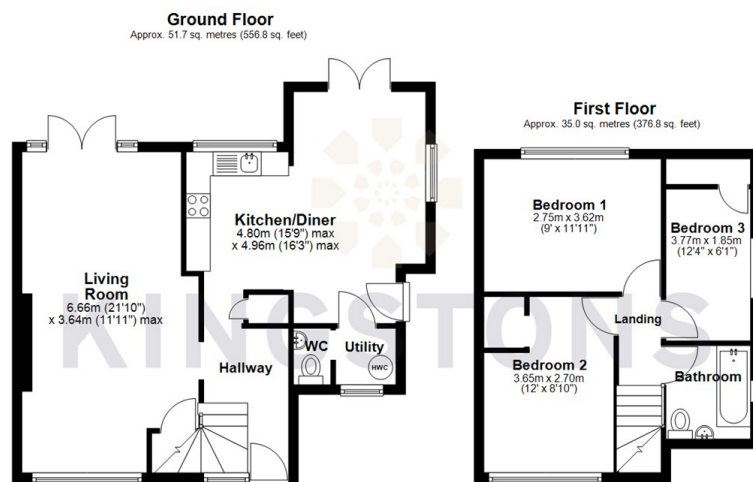 Ground Floor
Approx. 51.7 sq. metres (556.8 sq. feet)
First Floor
Approx. 35.0 sq. metres (376.8 sq. feet)
Kitchen/Diner
4.80m (15'9") max
x 4.96m (16'3") max
Living
Room
6.66m (21'10")
x 3.64m (11'11") max
Hallway
WC
Utility
HWC
Bedroom 1
2.75m x 3.62m
(9' x 11'11")
Bedroom 3
3.77m x 1.85m
(12'4" x 6'1")
Landing
Bedroom 2
3.65m x 2.70m
(12' x 8'10")
Bathroom
KINGSTONS